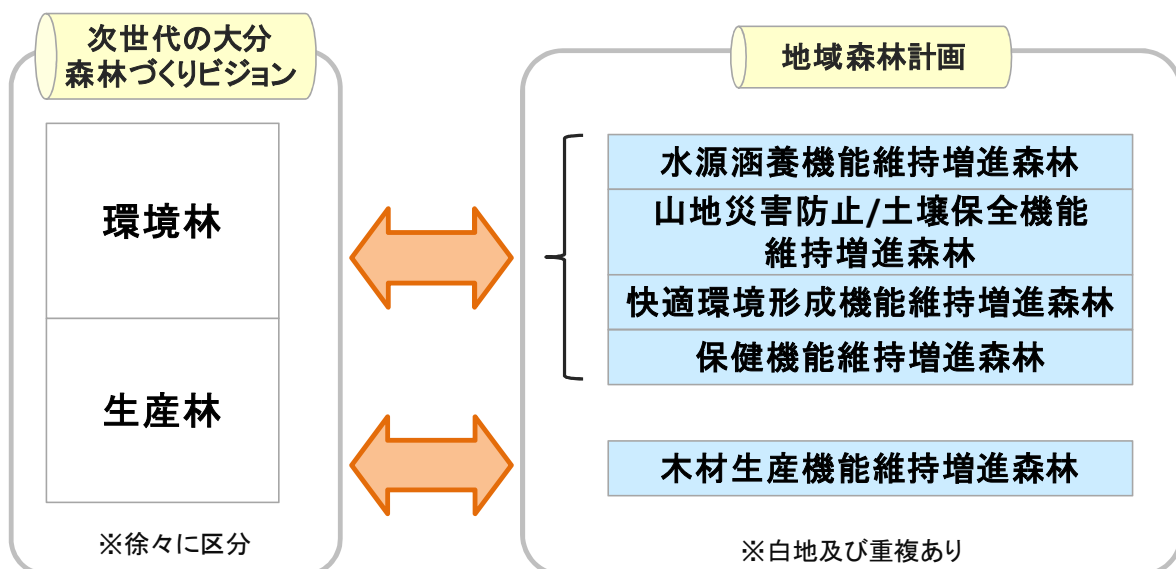 次世代の大分
森林づくりビジョン
環境林
生産林
※徐々に区分
地域森林計画
水源涵養機能維持増進森林
山地災害防止/土壌保全機能
維持増進森林
快適環境形成機能維持増進森林
保健機能維持増進森林
木材生産機能維持増進森林
※白地及び重複あり